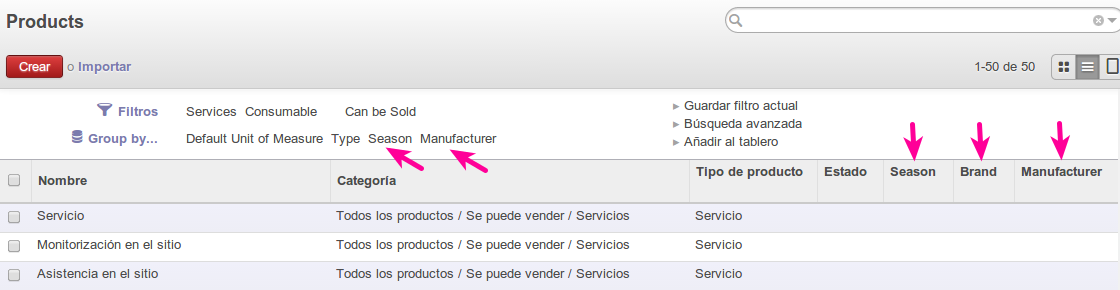 Products
Crear o Importar
1-50 de 50
Filtros Services Consumable Can be Sold
Group by... Default Unit of Measure Type Season Manufacturer
Guardar filtro actual
Búsqueda avanzada
Añadir al tablero
Nombre Categoría Tipo de producto Estado Season Brand Manufacturer
Servicio Todos los productos / Se puede vender / Servicios Servicio
Monitorización en el sitio Todos los productos / Se puede vender / Servicios Servicio
Asistencia en el sitio Todos los productos / Se puede vender / Servicios Servicio